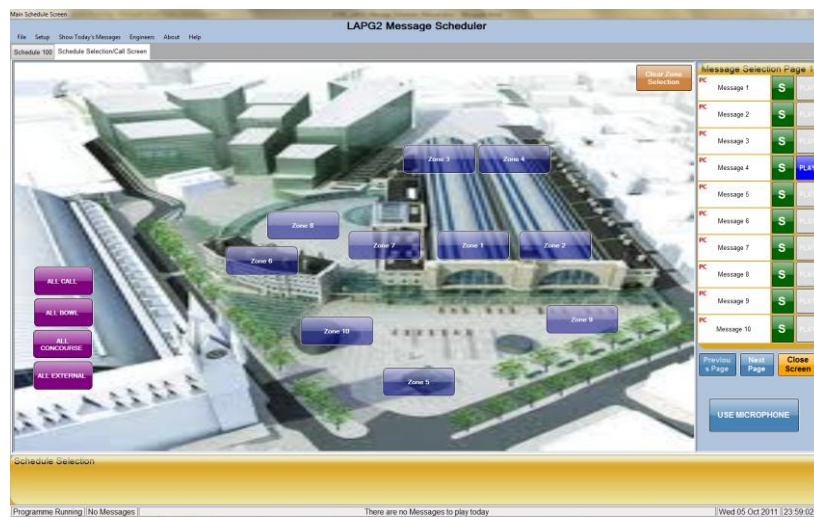 Main Schedule Screen
LAPG2 Message Scheduler
File Setup Show Today's Messages Engineers About Help
Schedule 100 Schedule Selection/Call Screen
Clear Zone
Selection
Zone 3
Zone 4
Zone 8
Zone 7
Zone 1
Zone 2
Zone 6
Zone 9
Zone 10
Zone 5
ALL CALL
ALL BOWL
ALL
CONCOURSE
ALL EXTERNAL
Message Selection Page 1
PC Message 1 S
PC Message 2 S
PC Message 3 S
PC Message 4 S PLAY
PC Message 5 S
PC Message 6 S
PC Message 7 S
PC Message 8 S
PC Message 9 S
PC Message 10 S
Previou
s Page
Next
Page
Close
Screen
USE MICROPHONE
Schedule Selection
Programme Running No Messages There are no Messages to play today Wed 05 Oct 2011 23:59:02